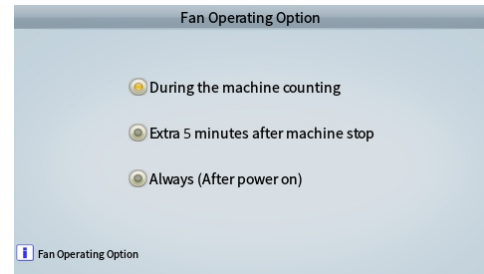 Fan Operating Option
During the machine counting
Extra 5 minutes after machine stop
Always (After power on)
i Fan Operating Option